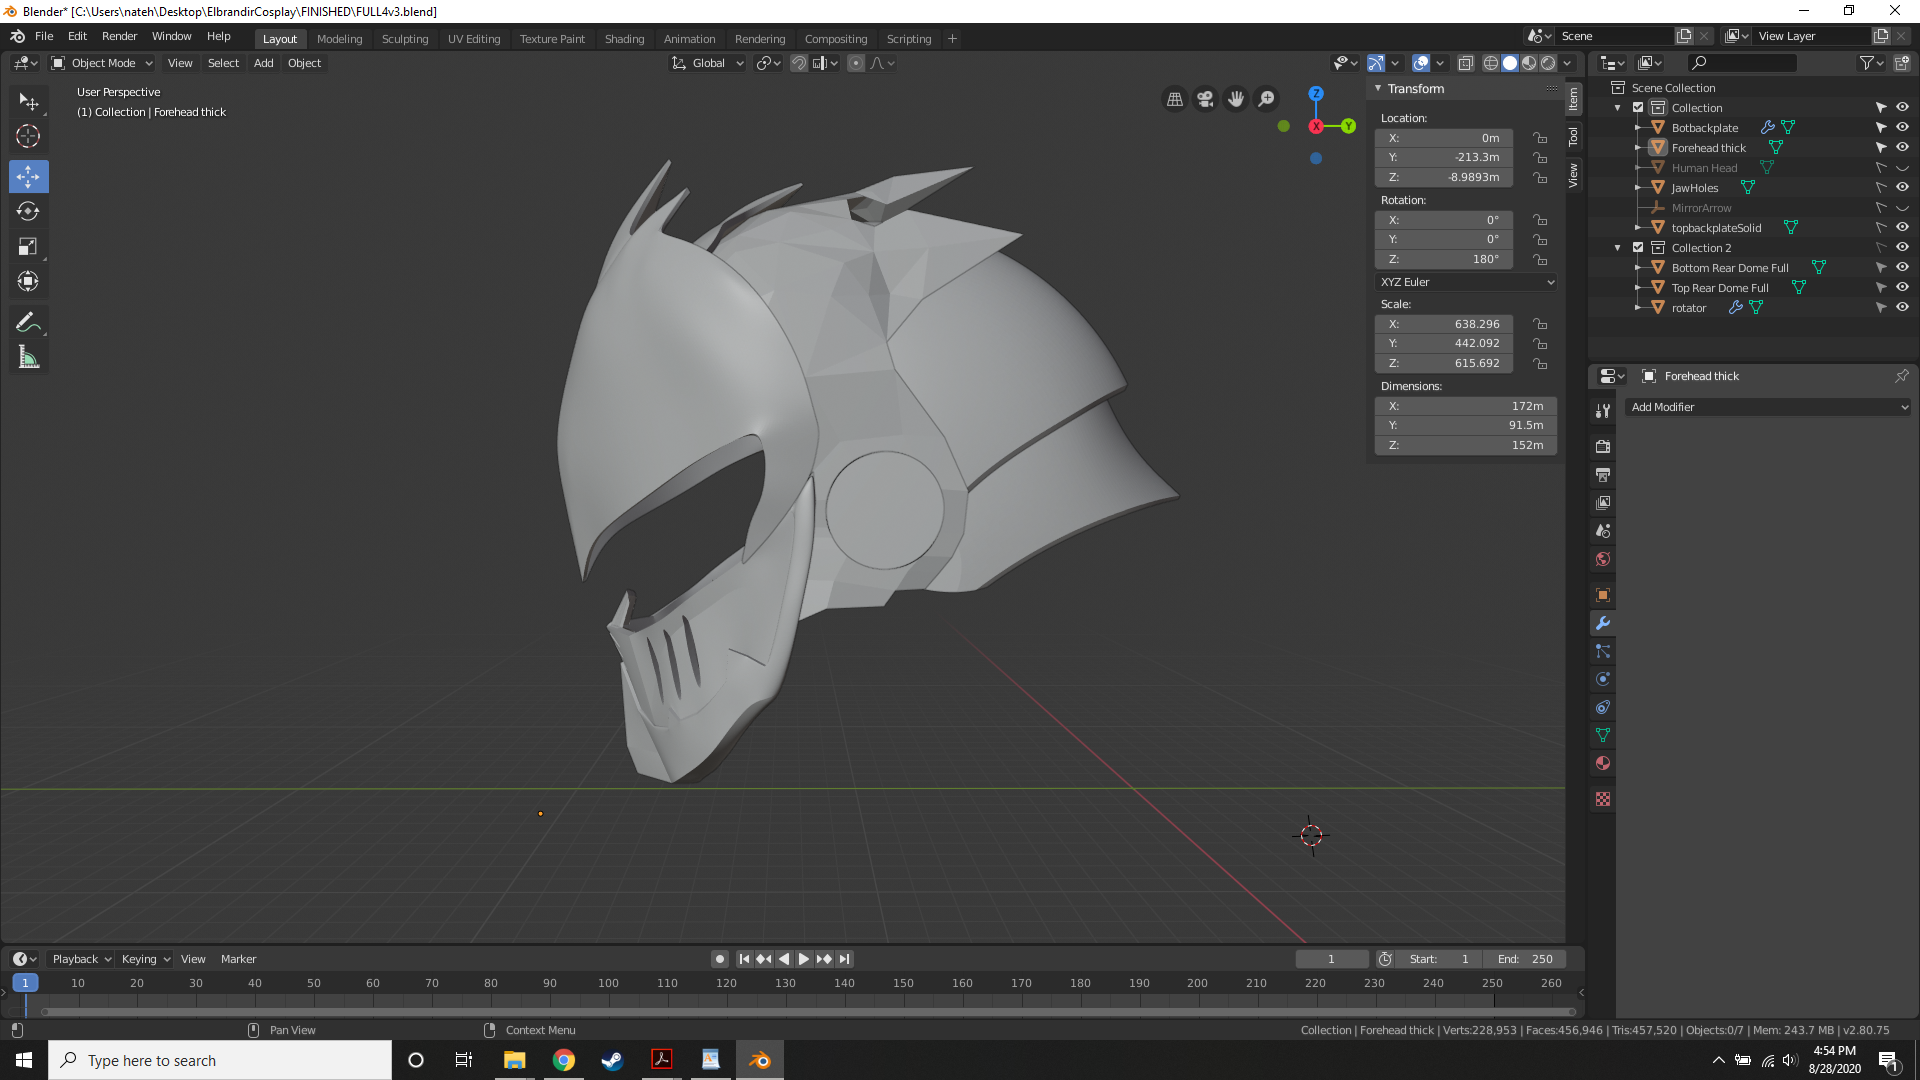 Blender* [C:\Users\nateh\Desktop\ElbrandirCosplay\FINISHED\FULL4v3.blend]
File Edit Render Window Help Layout Modeling Sculpting UV Editing Texture Paint Shading Animation Rendering Compositing Scripting + Scene View Layer
Object Mode View Select Add Object Global
User Perspective
(1) Collection | Forehead thick
Z
Y
X
Transform
Location:
X: 0m
Y: -213.3m
Z: -8.9893m
Rotation:
X: 0°
Y: 0°
Z: 180°
XYZ Euler
Scale:
X: 638.296
Y: 442.092
Z: 615.692
Dimensions:
X: 172m
Y: 91.5m
Z: 152m
Item
Tool
View
Scene Collection
Collection
Botbackplate
Forehead thick
Human Head
JawHoles
MirrorArrow
topbackplateSolid
Collection 2
Bottom Rear Dome Full
Top Rear Dome Full
rotator
Forehead thick
Add Modifier
Playback Keying View Marker 1 Start: 1 End: 250
1 10 20 30 40 50 60 70 80 90 100 110 120 130 140 150 160 170 180 190 200 210 220 230 240 250 260
Pan View Context Menu Collection | Forehead thick | Verts:228,953 | Faces:456,946 | Tris:457,520 | Objects:0/7 | Mem: 243.7 MB | v2.80.75
Type here to search
4:54 PM
8/28/2020
1